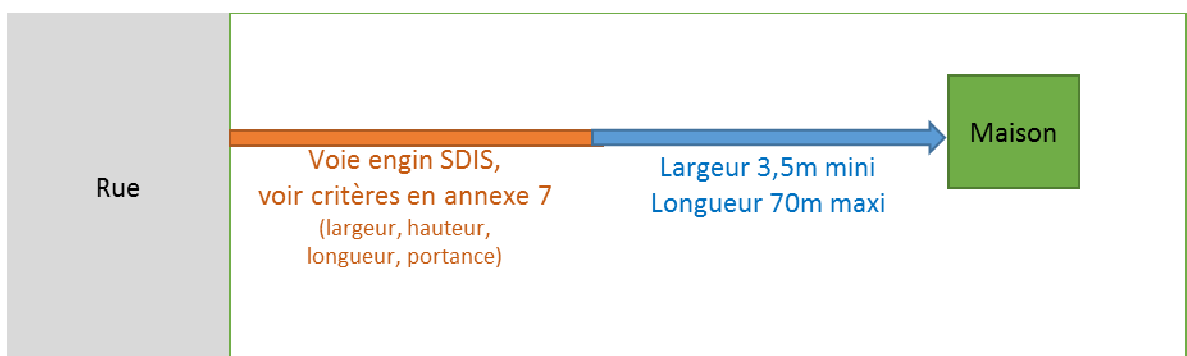 Rue
Voie engin SDIS,
voir critères en annexe 7
(largeur, hauteur,
longueur, portance)
Largeur 3,5m mini
Longueur 70m maxi
Maison